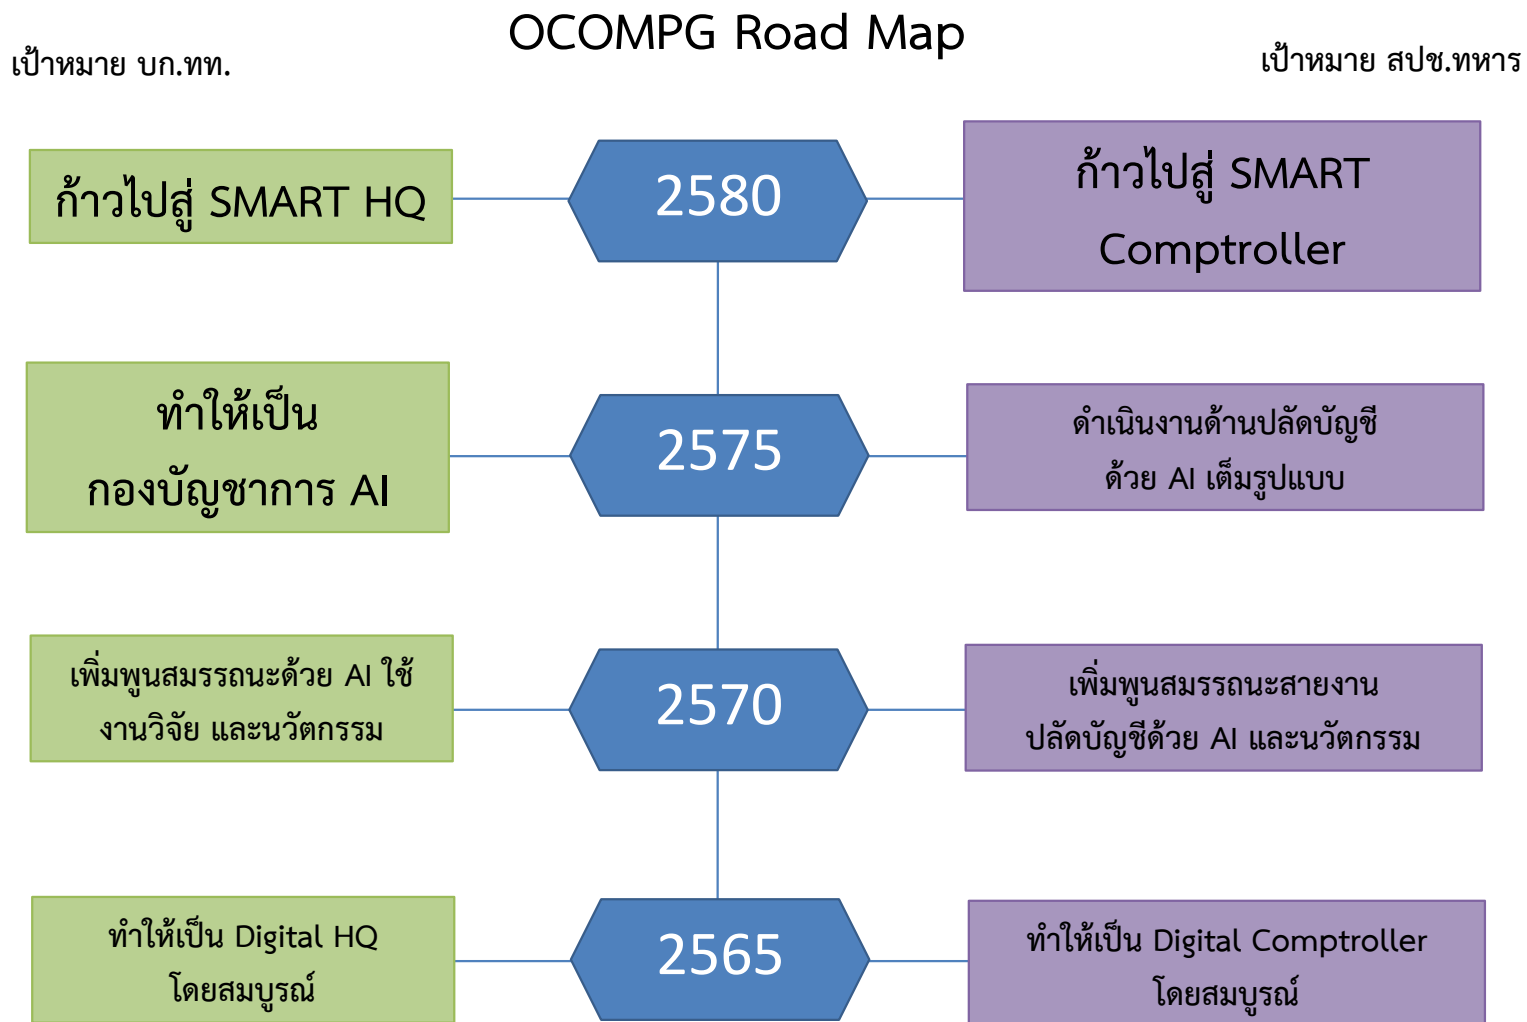 OCOMPG Road Map
เป้าหมาย บก.ทท.
เป้าหมาย สปช.ทหาร
ก้าวไปสู่ SMART HQ
2580
ก้าวไปสู่ SMART
Comptroller
ทำให้เป็น
กองบัญชาการ AI
2575
ดำเนินงานด้านปลัดบัญชี
ด้วย AI เต็มรูปแบบ
เพิ่มพูนสมรรถนะด้วย AI ใช้
งานวิจัย และนวัตกรรม
2570
เพิ่มพูนสมรรถนะสายงาน
ปลัดบัญชีด้วย AI และนวัตกรรม
ทำให้เป็น Digital HQ
โดยสมบูรณ์
2565
ทำให้เป็น Digital Comptroller
โดยสมบูรณ์